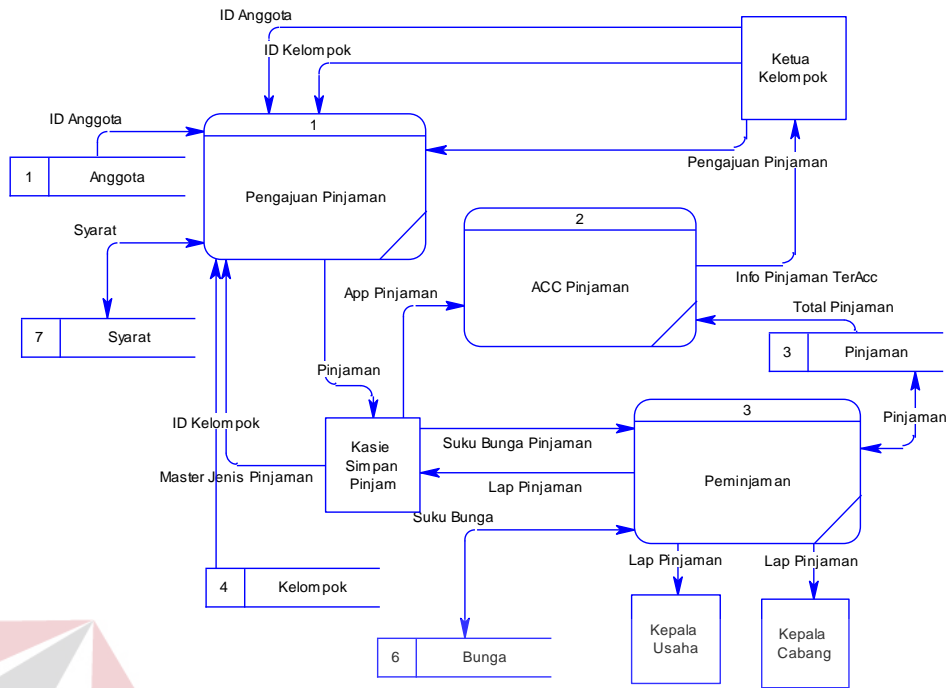 ID Anggota
ID Kelompok
Ketua
Kelompok
ID Anggota
1
1
Anggota
Pengajuan Pinjaman
Pengajuan Pinjaman
Syarat
2
ACC Pinjaman
Info Pinjaman TerAcc
App Pinjaman
Total Pinjaman
7
Syarat
3
Pinjaman
Pinjaman
3
Pinjaman
ID Kelompok
Kasie
Simpan
Pinjam
Suku Bunga Pinjaman
Master Jenis Pinjaman
Lap Pinjaman
Peminjaman
Suku Bunga
Lap Pinjaman
Lap Pinjaman
4
Kelompok
Kepala
Usaha
Kepala
Cabang
6
Bunga